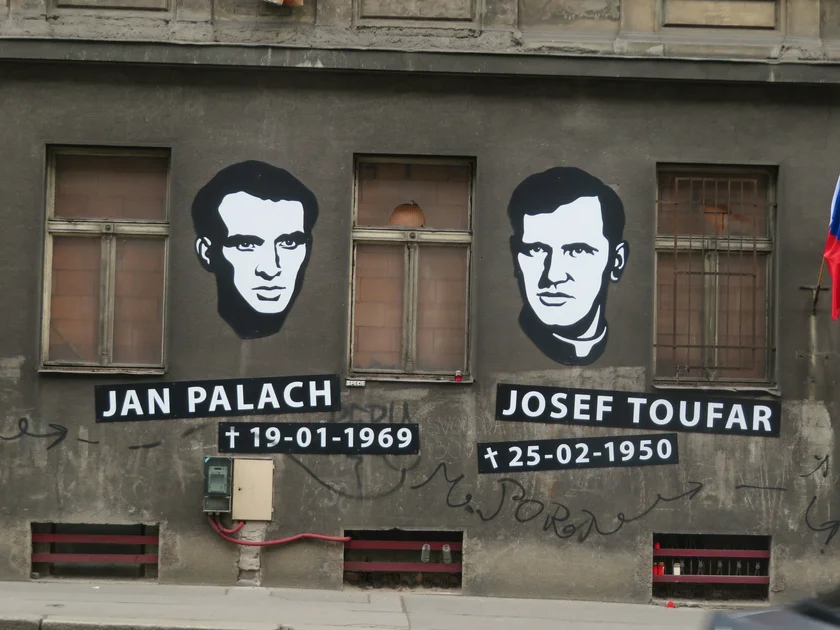 JAN PALACH
† 19-01-1969
JOSEF TOUFAR
† 25-02-1950